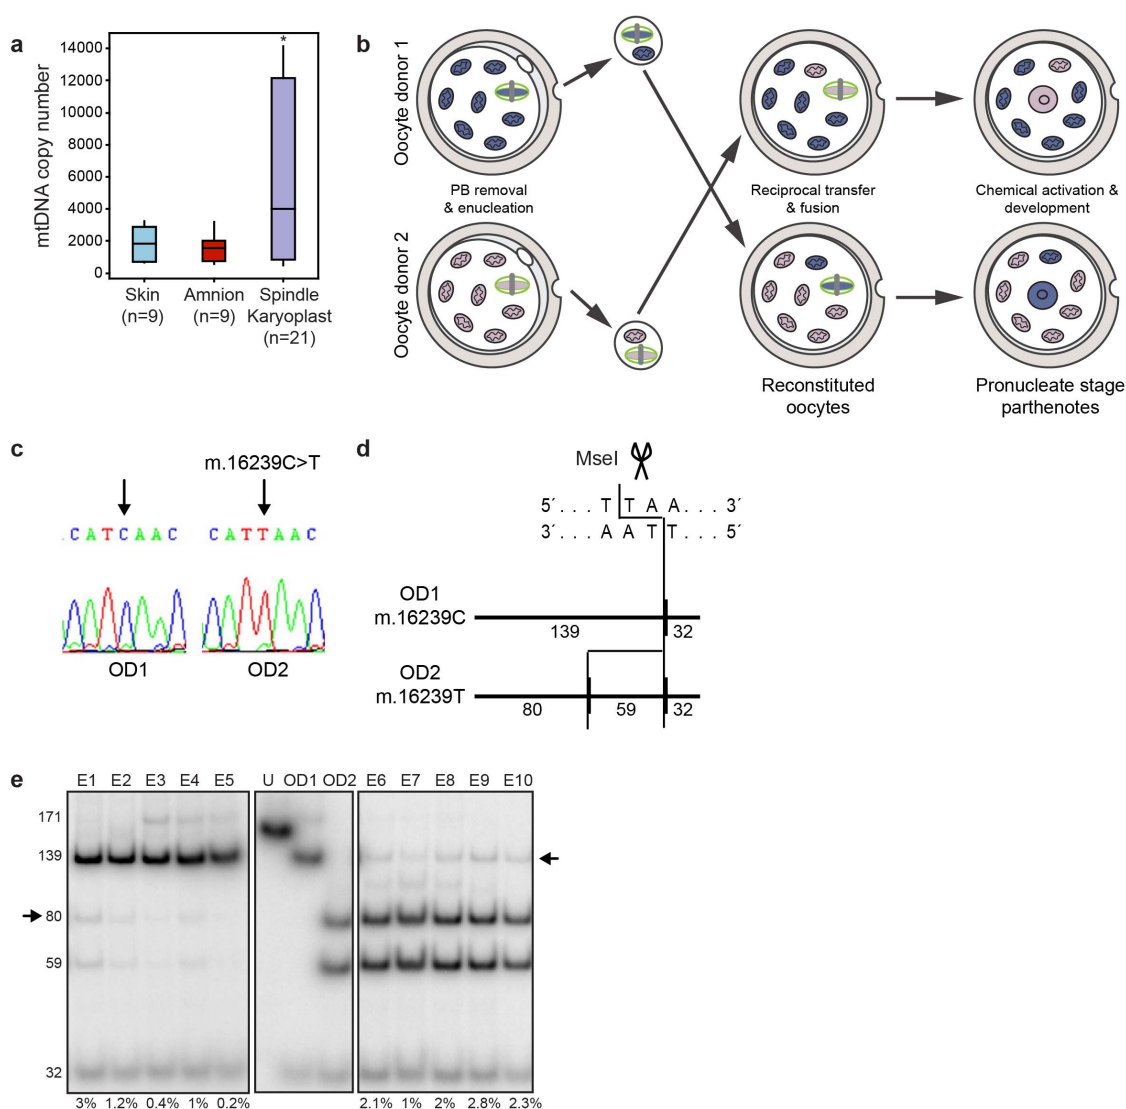 a
mtDNA copy number
14000
12000
10000
8000
6000
4000
2000
0
*
Skin
(n=9)
Amnion
(n=9)
Spindle
Karyoplast
(n=21)
b
Oocyte donor 1
Oocyte donor 2
PB removal
& enucleation
Reciprocal transfer
& fusion
Chemical activation &
development
Reconstituted
oocytes
Pronucleate stage
parthenotes
c
m.16239C>T
C A T C A A C
C A T T A A C
OD1
OD2
d
MseI
5´. . . T T A A. . . 3´
3´. . . A A T T. . . 5´
OD1
m.16239C
139 32
OD2
m.16239T
80 59 32
e
E1 E2 E3 E4 E5 U OD1 OD2 E6 E7 E8 E9 E10
171
139
80
59
32
3% 1.2% 0.4% 1% 0.2% 2.1% 1% 2% 2.8% 2.3%